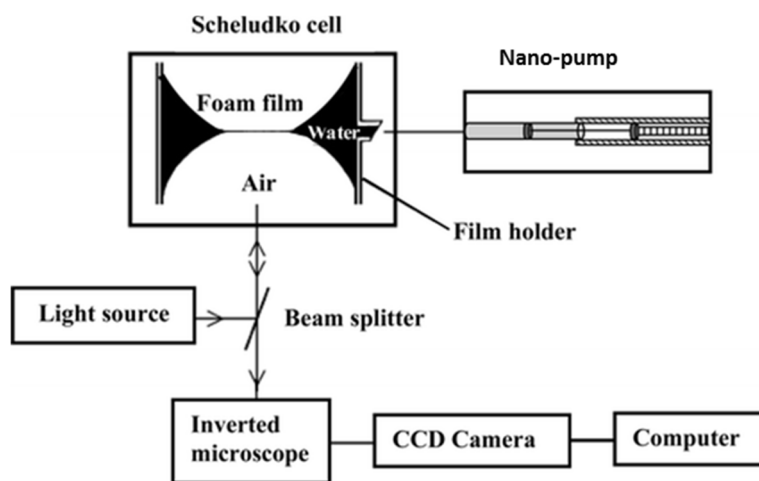 Scheludko cell
Nano-pump
Foam film
Water
Air
Film holder
Light source
Beam splitter
Inverted
microscope
CCD Camera
Computer